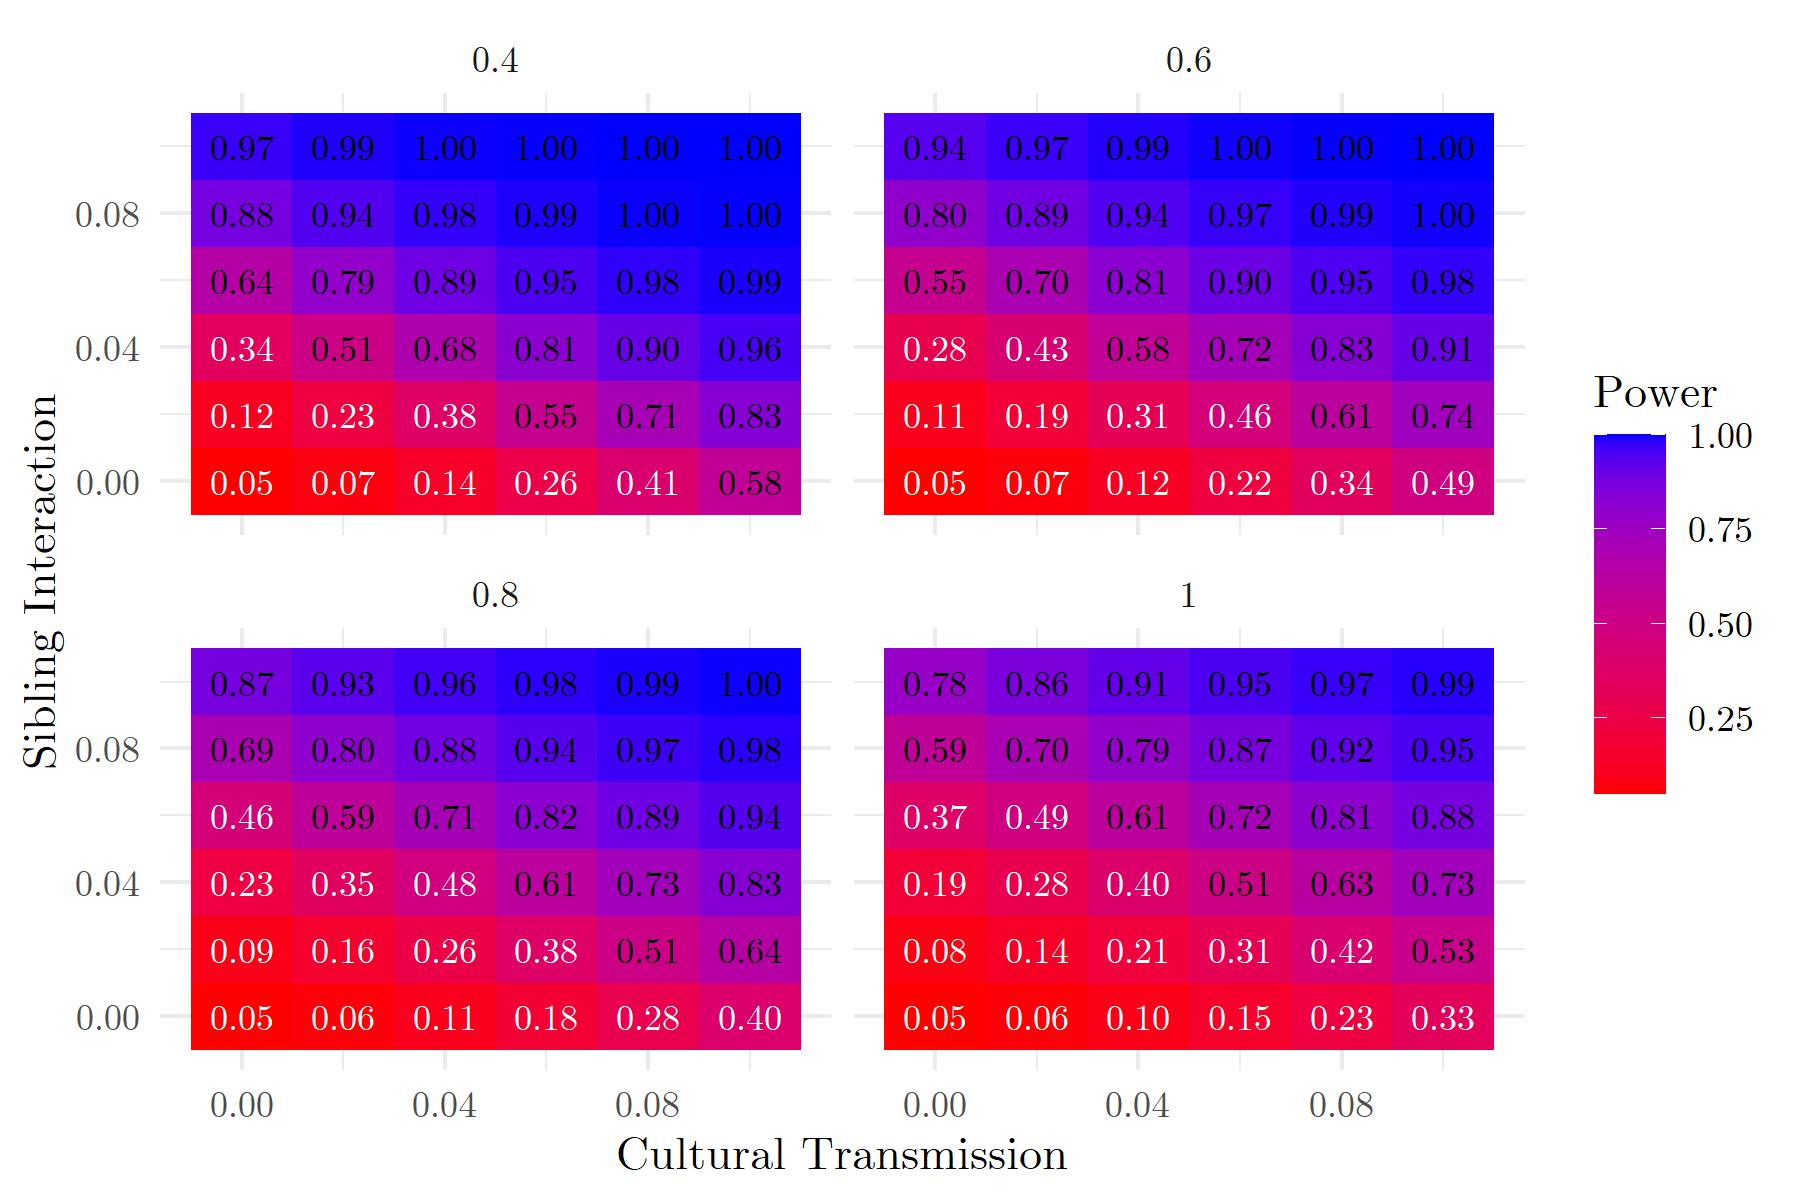 0.4 0.6
0.97 0.99 1.00 1.00 1.00 1.00 0.94 0.97 0.99 1.00 1.00 1.00
0.08 0.88 0.94 0.98 0.99 1.00 1.00 0.80 0.89 0.94 0.97 0.99 1.00
0.64 0.79 0.89 0.95 0.98 0.99 0.55 0.70 0.81 0.90 0.95 0.98
0.04 0.34 0.51 0.68 0.81 0.90 0.96 0.28 0.43 0.58 0.72 0.83 0.91
0.12 0.23 0.38 0.55 0.71 0.83 0.11 0.19 0.31 0.46 0.61 0.74
0.00 0.05 0.07 0.14 0.26 0.41 0.58 0.05 0.07 0.12 0.22 0.34 0.49
0.8 1
0.87 0.93 0.96 0.98 0.99 1.00 0.78 0.86 0.91 0.95 0.97 0.99
0.08 0.69 0.80 0.88 0.94 0.97 0.98 0.59 0.70 0.79 0.87 0.92 0.95
0.46 0.59 0.71 0.82 0.89 0.94 0.37 0.49 0.61 0.72 0.81 0.88
0.04 0.23 0.35 0.48 0.61 0.73 0.83 0.19 0.28 0.40 0.51 0.63 0.73
0.09 0.16 0.26 0.38 0.51 0.64 0.08 0.14 0.21 0.31 0.42 0.53
0.00 0.05 0.06 0.11 0.18 0.28 0.40 0.05 0.06 0.10 0.15 0.23 0.33
0.00 0.04 0.08 0.00 0.04 0.08
Cultural Transmission
Sibling Interaction
Power
1.00
0.75
0.50
0.25